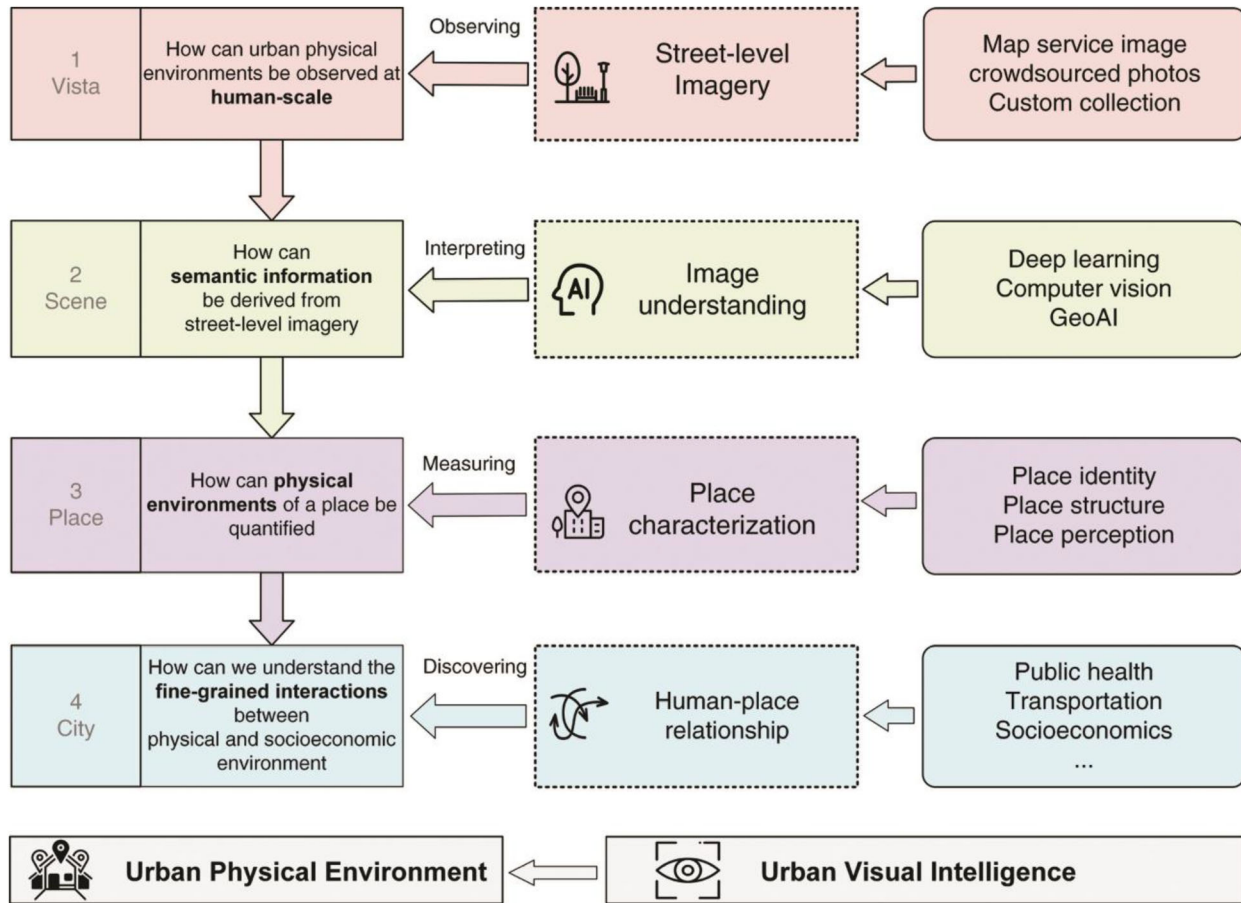 1
Vista
How can urban physical
environments be observed at
human-scale
Observing
Street-level
Imagery
Map service image
crowdsourced photos
Custom collection
2
Scene
How can
semantic information
be derived from
street-level imagery
Interpreting
AI
Image
understanding
Deep learning
Computer vision
GeoAI
3
Place
How can physical
environments of a place be
quantified
Measuring
Place
characterization
Place identity
Place structure
Place perception
4
City
How can we understand the
fine-grained interactions
between
physical and socioeconomic
environment
Discovering
Human-place
relationship
Public health
Transportation
Socioeconomics
...
Urban Physical Environment
Urban Visual Intelligence